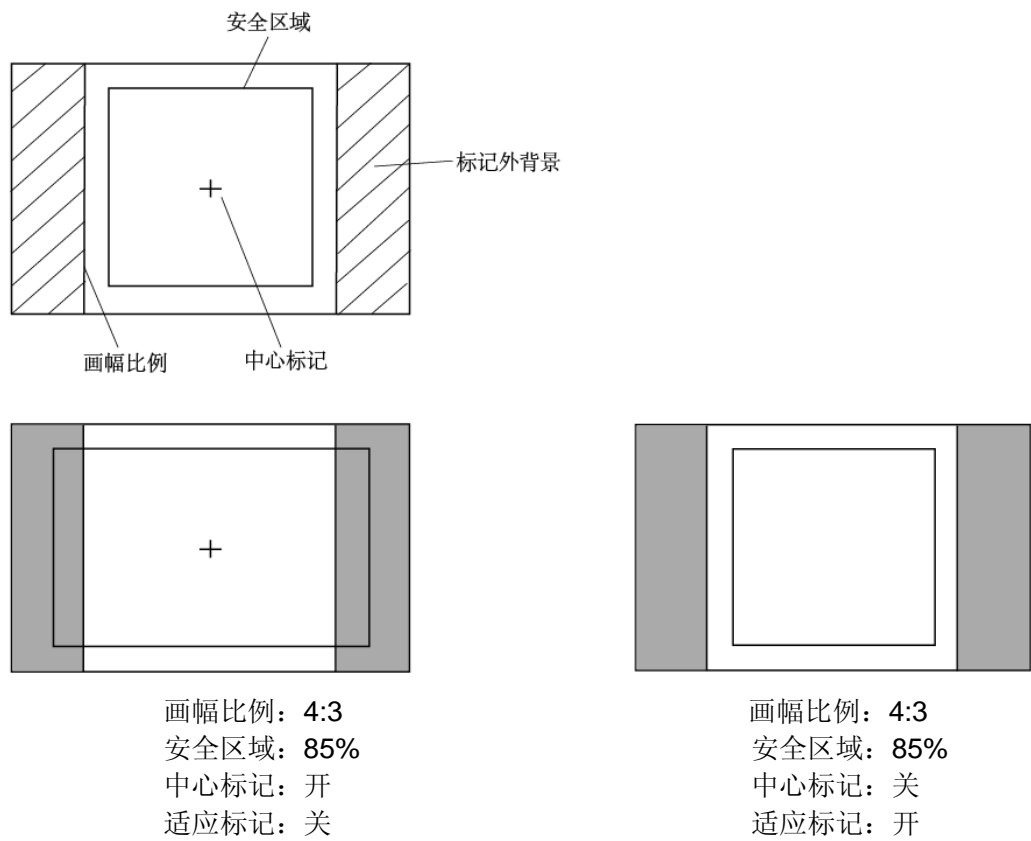 安全区域
标记外背景
画幅比例
中心标记
画幅比例：4:3
安全区域：85%
中心标记：开
适应标记：关
画幅比例：4:3
安全区域：85%
中心标记：关
适应标记：开